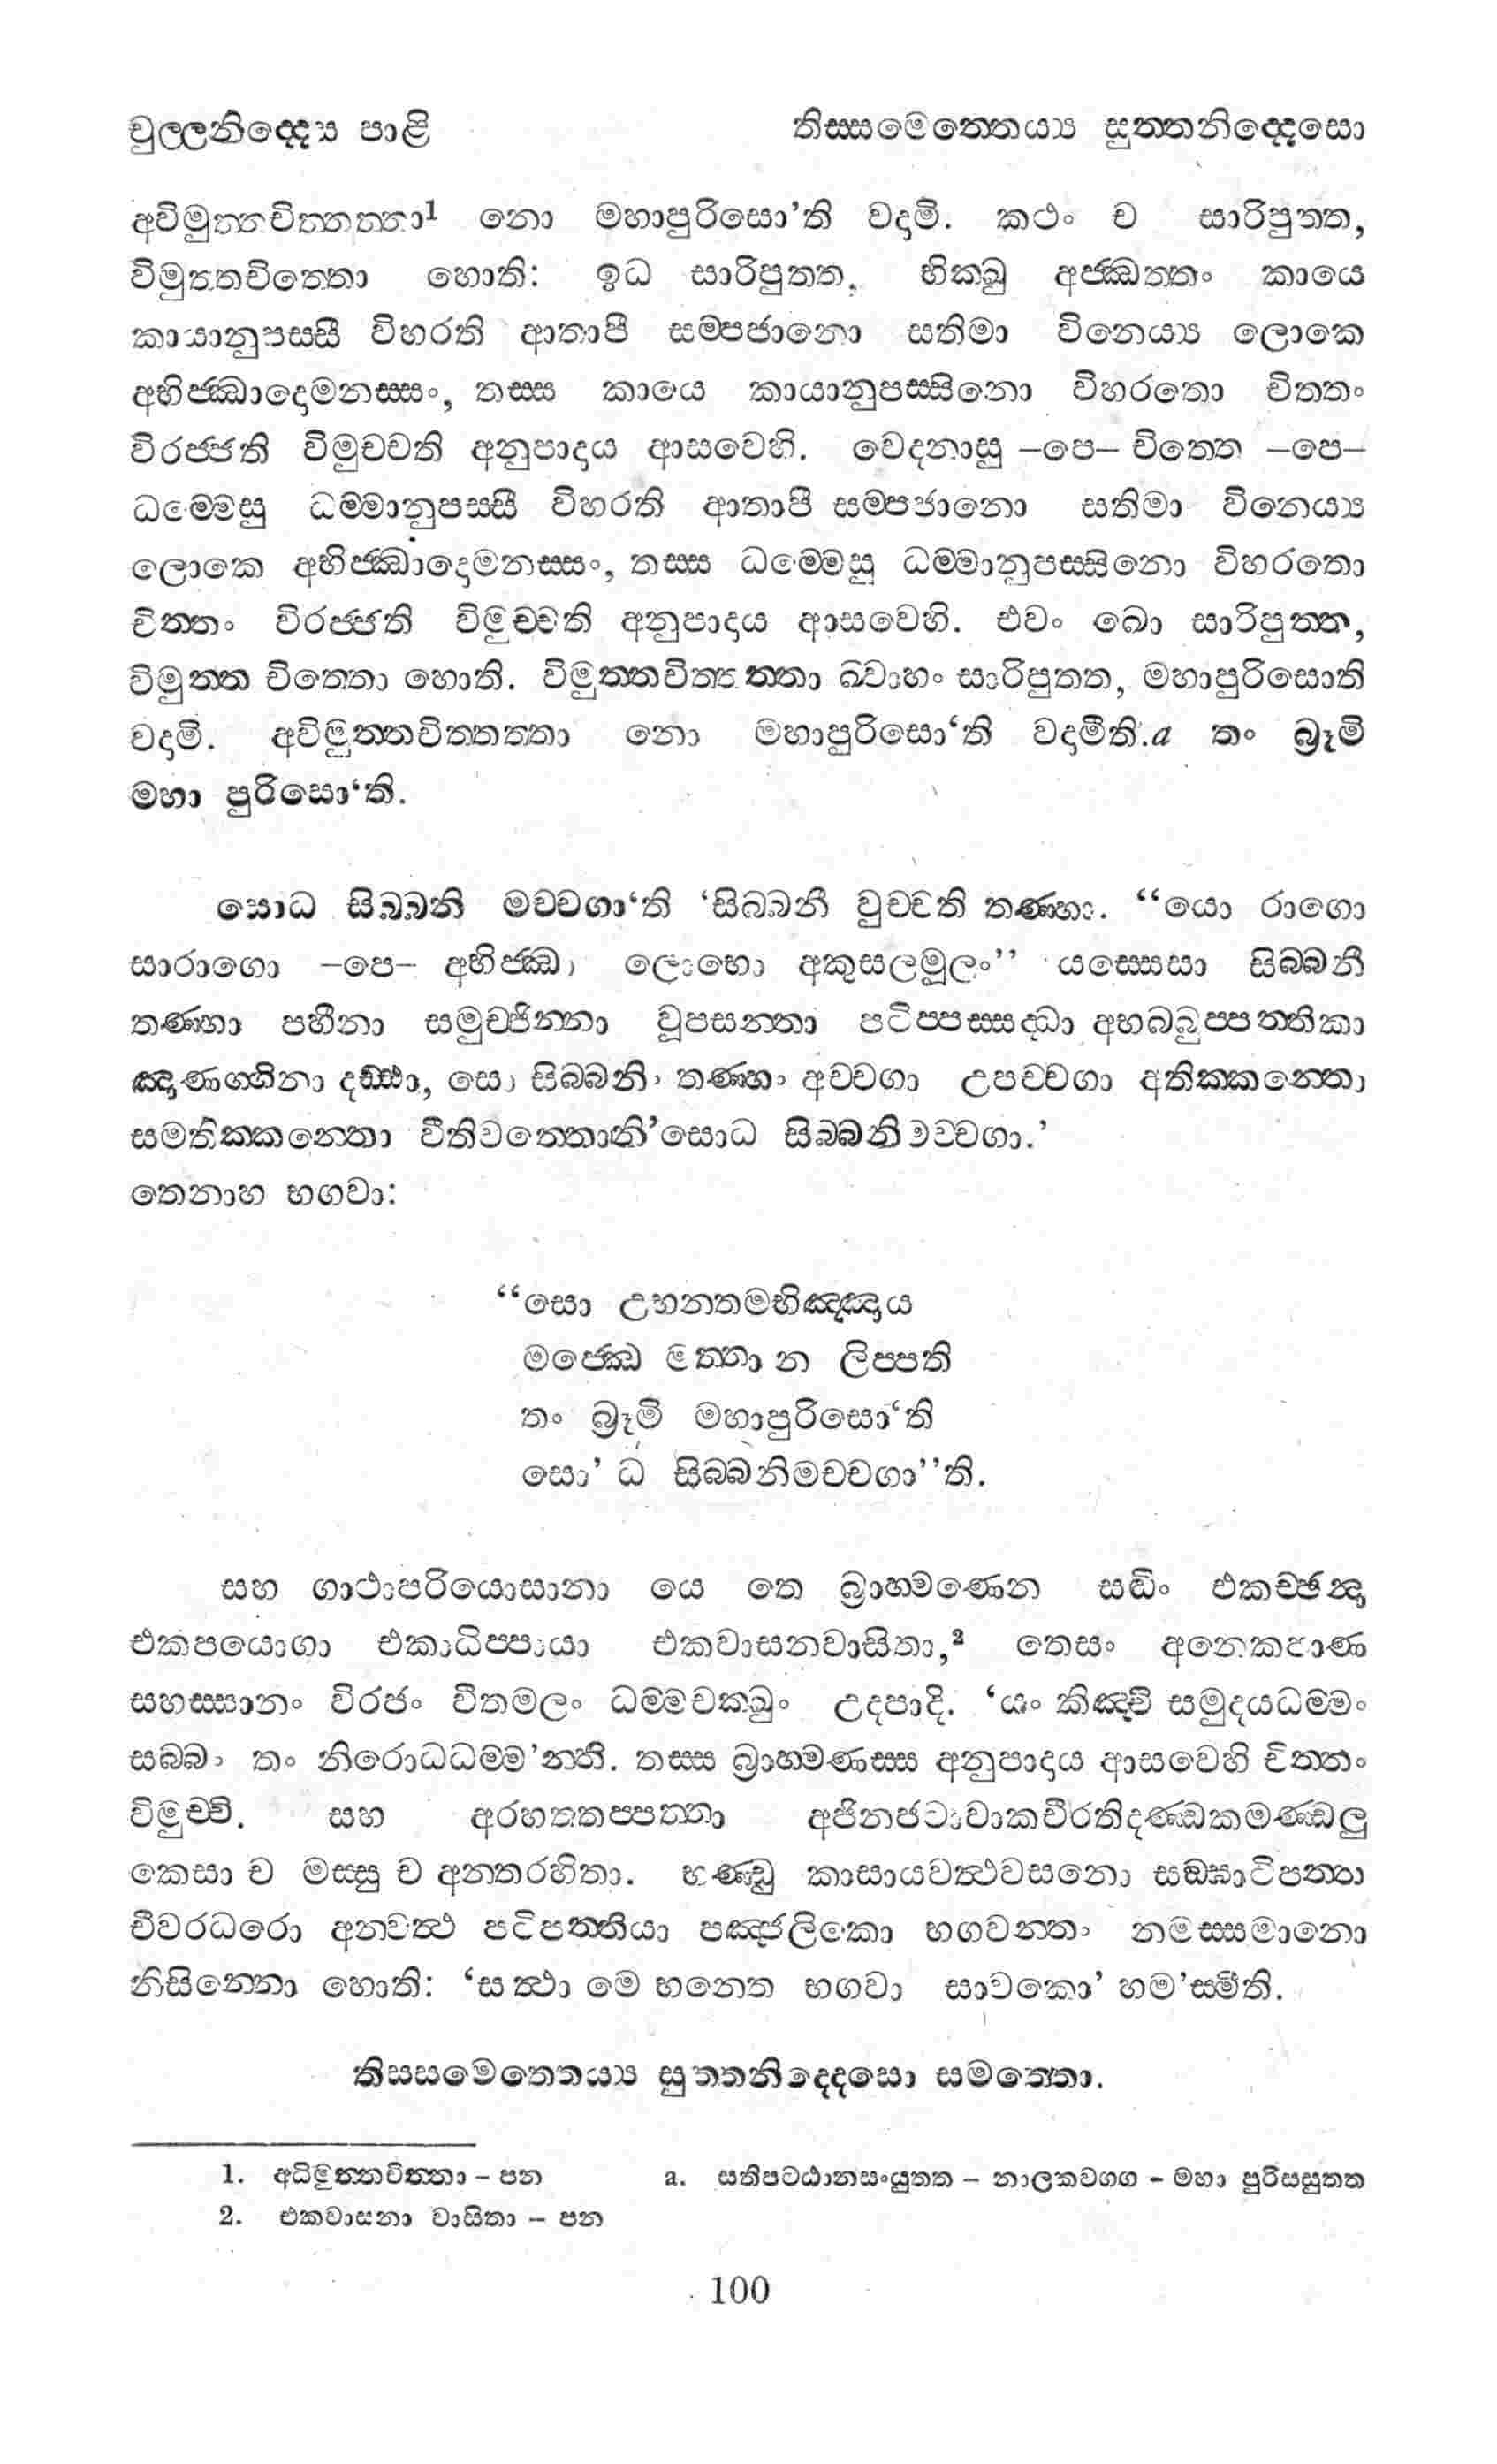 චුල්ලනිද්දෙස පාළි තිස්සමෙත්තෙය්‍ය සුත්තනිද්දෙසො
අවිමුත්තචිත්තත්තා1 නො මහාපුරිසො’ති වදාමි. කථං ච සාරිපුත්ත,
විමුත්තචිත්තො හොති: ඉධ සාරිපුත්ත, භික්ඛු අජ්ඣත්තං කායෙ
කායානුපස්සී විහරති ආතාපී සම්පජානො සතිමා විනෙය්‍ය ලොකෙ
අභිජ්ඣාදොමනස්සං, තස්ස කායෙ කායානුපස්සිනො විහරතො චිත්තං
විරජ්ජති විමුච්චති අනුපාදාය ආසවෙහි. වෙදනාසු –පෙ– චිත්තෙ –පෙ–
ධම්මෙසු ධම්මානුපස්සී විහරති ආතාපී සම්පජානො සතිමා විනෙය්‍ය
ලොකෙ අභිජ්ඣාදොමනස්සං, තස්ස ධම්මෙසු ධම්මානුපස්සිනො විහරතො
චිත්තං විරජ්ජති විමුච්චති අනුපාදාය ආසවෙහි. එවං ඛො සාරිපුත්ත,
විමුත්ත චිත්තො හොති. විමුත්තචිත්තත්තා ඛ්වාහං සාරිපුත්ත, මහාපුරිසොති
වදාමි. අවිමුත්තචිත්තත්තා නො මහාපුරිසො‘ති වදාමීති.a තං බ්‍රූමි
මහා පුරිසො‘ති.
සොධ සිබ්බනි මච්චගා‘ති ‘සිබ්බනී වුච්චති තණ්හා. “යො රාගො
සාරාගො –පෙ– අභිජ්ඣා ලොභො අකුසලමූලං’’ යස්සෙසා සිබ්බනී
තණ්හා පහීනා සමුච්ඡින්නා වූපසන්තා පටිප්පස්සද්ධා අභබ්බුප්පත්තිකා
ඤාණග්ගිනා දඩ්ඪා, සො සිබ්බනිං තණ්හං අච්චගා උපච්චගා අතික්කන්තො
සමතික්කන්තො වීතිවත්තොති’සොධ සිබ්බනිමච්චගා.’
තෙනාහ භගවා:
“සො උභන්තමභිඤ්ඤාය
මජ්ඣෙ මන්තා න ලිප්පති
තං බ්‍රූමි මහාපුරිසො‘ති
සො’ ධ සිබ්බනිමච්චගා’’ති.
සහ ගාථාපරියොසානා යෙ තෙ බ්‍රාහ්මණෙන සද්ධිං එකච්ඡන්දා
එකපයොගා එකාධිප්පායා එකවාසනවාසිතා,2 තෙසං අනෙකපාණ
සහස්සානං විරජං වීතමලං ධම්මචක්ඛුං උදපාදි. ‘යං කිඤ්චි සමුදයධම්මං
සබ්බං තං නිරොධධම්ම’න්ති. තස්ස බ්‍රාහ්මණස්ස අනුපාදාය ආසවෙහි චිත්තං
විමුච්චි. සහ අරහත්තප්පත්තා අජිනජටාවාකචීරතිදණ්ඩකමණ්ඩලු
කෙසා ච මස්සු ච අන්තරහිතා. භණ්ඩු කාසායවත්ථවසනො සඞ්ඝාටිපත්ත
චීවරධරො අන්වත්ථ පටිපත්තියා පඤ්ජලිකො භගවන්තං නමස්සමානො
නිසින්නො හොති: ‘සත්ථා මෙ භන්තෙ භගවා සාවකො’ හම’ස්මීති.
තිස්සමෙත්තෙය්‍ය සුත්තනිද්දෙසො සමත්තො.
1. අධිමුත්තචිත්තා – පන a. සතිපට්ඨානසංයුත්ත – නාලකවග්ග – මහා පුරිසසුත්ත
2. එකවාසනා වාසිතා – පන
100